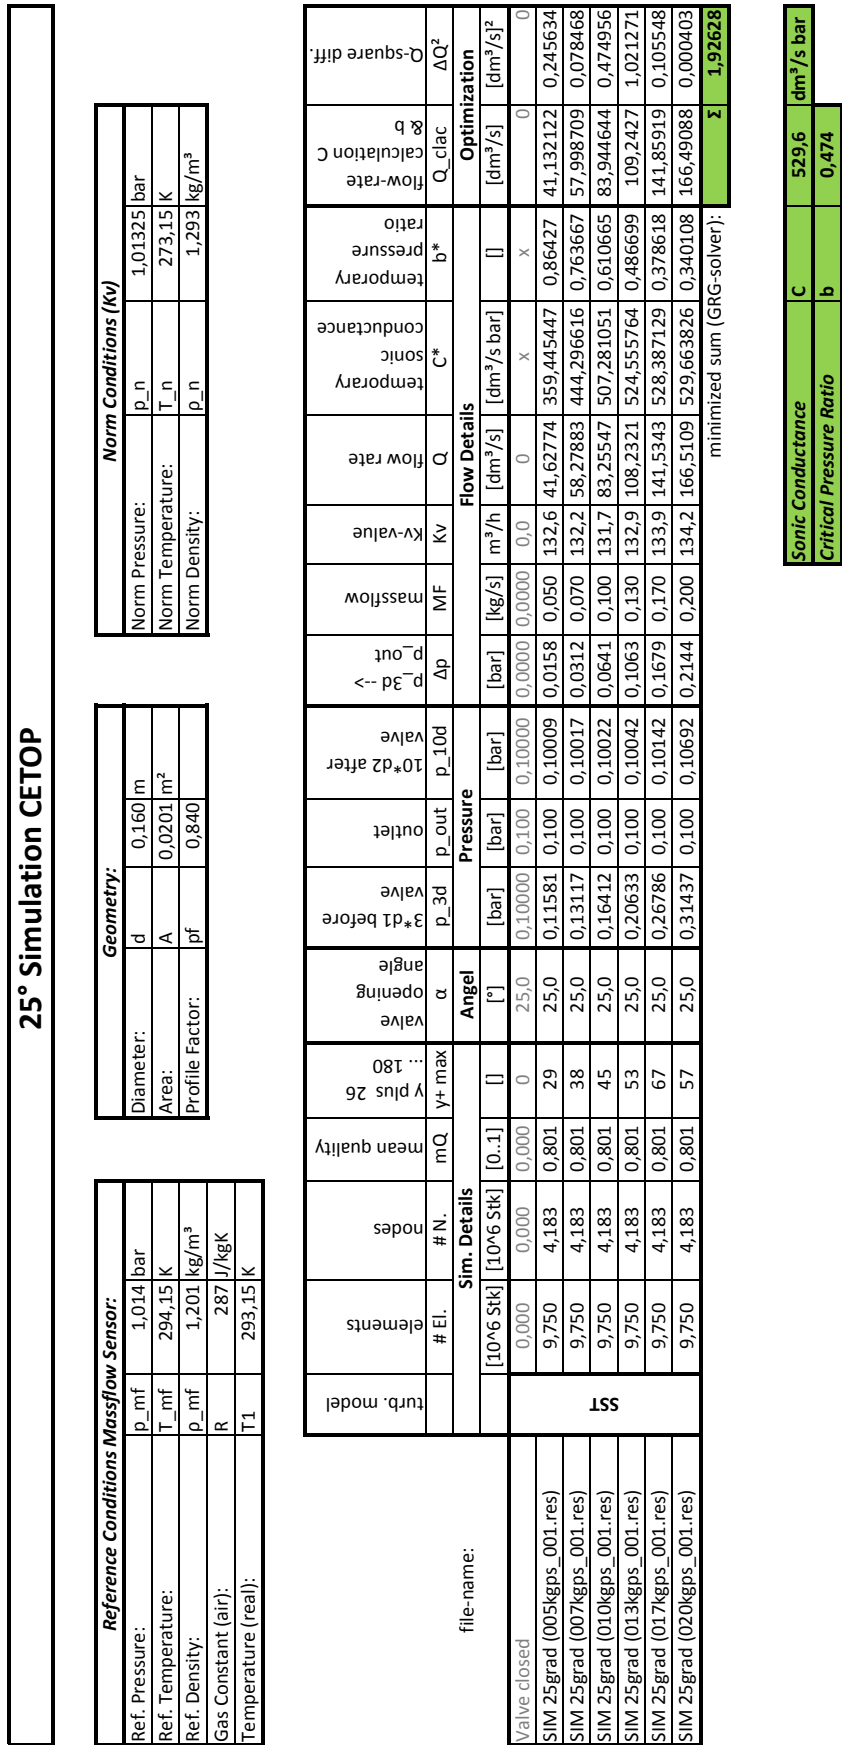 25° Simulation CETOP
Reference Conditions Massflow Sensor:
Ref. Pressure: p_mf 1,014 bar
Ref. Temperature: T_mf 294,15 K
Ref. Density: ρ_mf 1,201 kg/m³
Gas Constant (air): R 287 J/kgK
Temperature (real): T1 293,15 K
Geometry:
Diameter: d 0,160 m
Area: A 0,0201 m²
Profile Factor: pf 0,840
Norm Conditions (Kv)
Norm Pressure: p_n 1,01325 bar
Norm Temperature: T_n 273,15 K
Norm Density: ρ_n 1,293 kg/m³
file-name:
turb. model
elements
nodes
mean quality
y plus 26
... 180
valve
opening
angle
3*d1 before
valve
outlet
10*d2 after
valve
p_3d -->
p_out
massflow
Kv-value
flow rate
temporary
sonic
conductance
temporary
pressure
ratio
flow-rate
calculation C
& b
Q-square diff.
# El. # N. mQ y+ max α p_3d p_out p_10d Δp MF Kv Q C* b* Q_clac ΔQ²
Sim. Details Angel Pressure Flow Details Optimization
[10^6 Stk] [10^6 Stk] [0..1] [] [°] [bar] [bar] [bar] [bar] [kg/s] m³/h [dm³/s] [dm³/s bar] [] [dm³/s] [dm³/s]²
Valve closed 0,000 0,000 0,000 0 25,0 0,10000 0,100 0,10000 0,0000 0,0000 0,0 0 x x 0 0
SST
SIM 25grad (005kgps_001.res) 9,750 4,183 0,801 29 25,0 0,11581 0,100 0,10009 0,0158 0,050 132,6 41,62774 359,445447 0,86427 41,132122 0,245634
SIM 25grad (007kgps_001.res) 9,750 4,183 0,801 38 25,0 0,13117 0,100 0,10017 0,0312 0,070 132,2 58,27883 444,296616 0,763667 57,998709 0,078468
SIM 25grad (010kgps_001.res) 9,750 4,183 0,801 45 25,0 0,16412 0,100 0,10022 0,0641 0,100 131,7 83,25547 507,281051 0,610665 83,944644 0,474956
SIM 25grad (013kgps_001.res) 9,750 4,183 0,801 53 25,0 0,20633 0,100 0,10042 0,1063 0,130 132,9 108,2321 524,555764 0,486699 109,2427 1,021271
SIM 25grad (017kgps_001.res) 9,750 4,183 0,801 67 25,0 0,26786 0,100 0,10142 0,1679 0,170 133,9 141,5343 528,387129 0,378618 141,85919 0,105548
SIM 25grad (020kgps_001.res) 9,750 4,183 0,801 57 25,0 0,31437 0,100 0,10692 0,2144 0,200 134,2 166,5109 529,663826 0,340108 166,49088 0,000403
minimized sum (GRG-solver): Σ 1,92628
Sonic Conductance C 529,6 dm³/s bar
Critical Pressure Ratio b 0,474